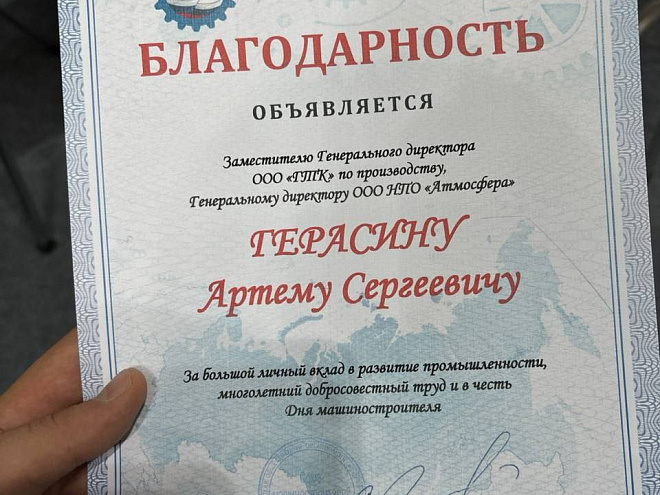 БЛАГОДАРНОСТЬ
ОБЪЯВЛЯЕТСЯ
Заместителю Генерального директора
ООО «ГТК» по производству,
Генеральному директору ООО НПО «Атмосфера»
ГЕРАСИНУ
Артему Сергеевичу
За большой личный вклад в развитие промышленности,
многолетний добросовестный труд и в честь
Дня машиностроителя